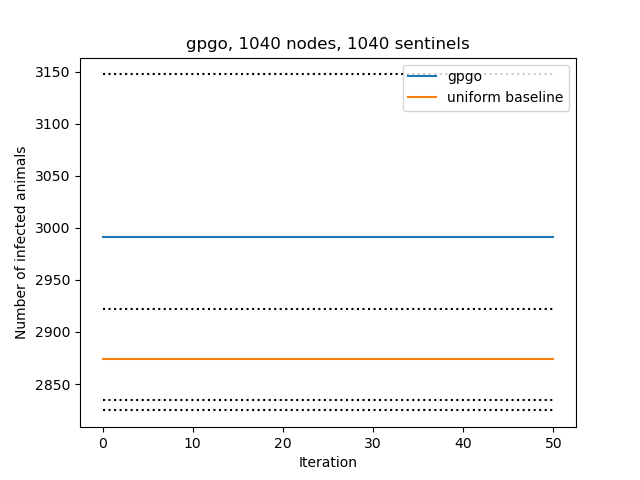 gpgo, 1040 nodes, 1040 sentinels
gpgo
uniform baseline
3150
3100
3050
3000
2950
2900
2850
Number of infected animals
0 10 20 30 40 50
Iteration